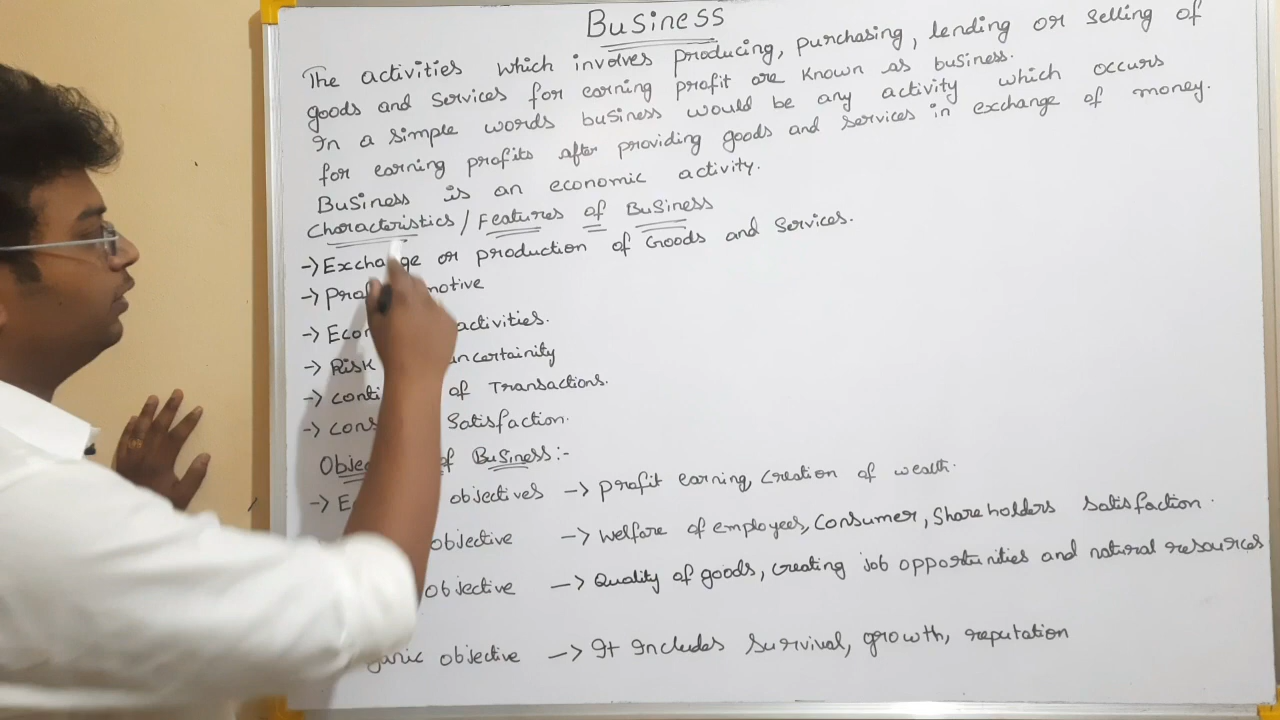 Business
The activities which involves producing, purchasing, lending or selling of
goods and services for earning profit are known as business.
In a simple words business would be any activity which occurs
for earning profits after providing goods and services in exchange of money.
Business is an economic activity.
Characteristics / Features of Business
-> Exchange or production of Goods and Services.
-> motive
-> activities.
-> Risk uncertainity
-> of Transactions.
-> Satisfaction.
of Business:-
-> objectives -> profit earning, creation of wealth.
objective -> welfare of employees, consumer, shareholders satisfaction.
objective -> Quality of goods, creating job opportunities and natural resources
objective -> It Includes survival, growth, reputation